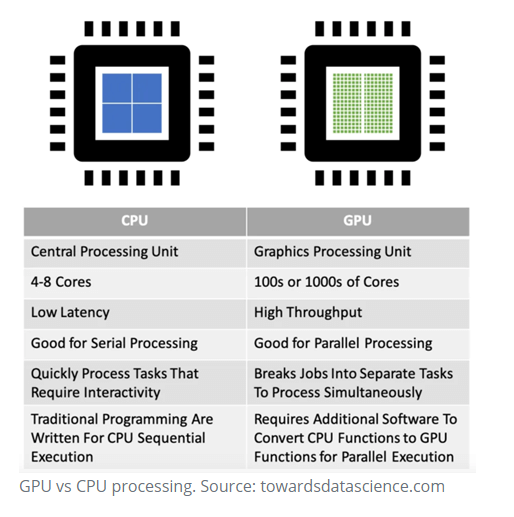 CPU
GPU
Central Processing Unit
Graphics Processing Unit
4-8 Cores
100s or 1000s of Cores
Low Latency
High Throughput
Good for Serial Processing
Good for Parallel Processing
Quickly Process Tasks That
Require Interactivity
Breaks Jobs Into Separate Tasks
To Process Simultaneously
Traditional Programming Are
Written For CPU Sequential
Execution
Requires Additional Software To
Convert CPU Functions to GPU
Functions for Parallel Execution
GPU vs CPU processing. Source: towardsdatascience.com